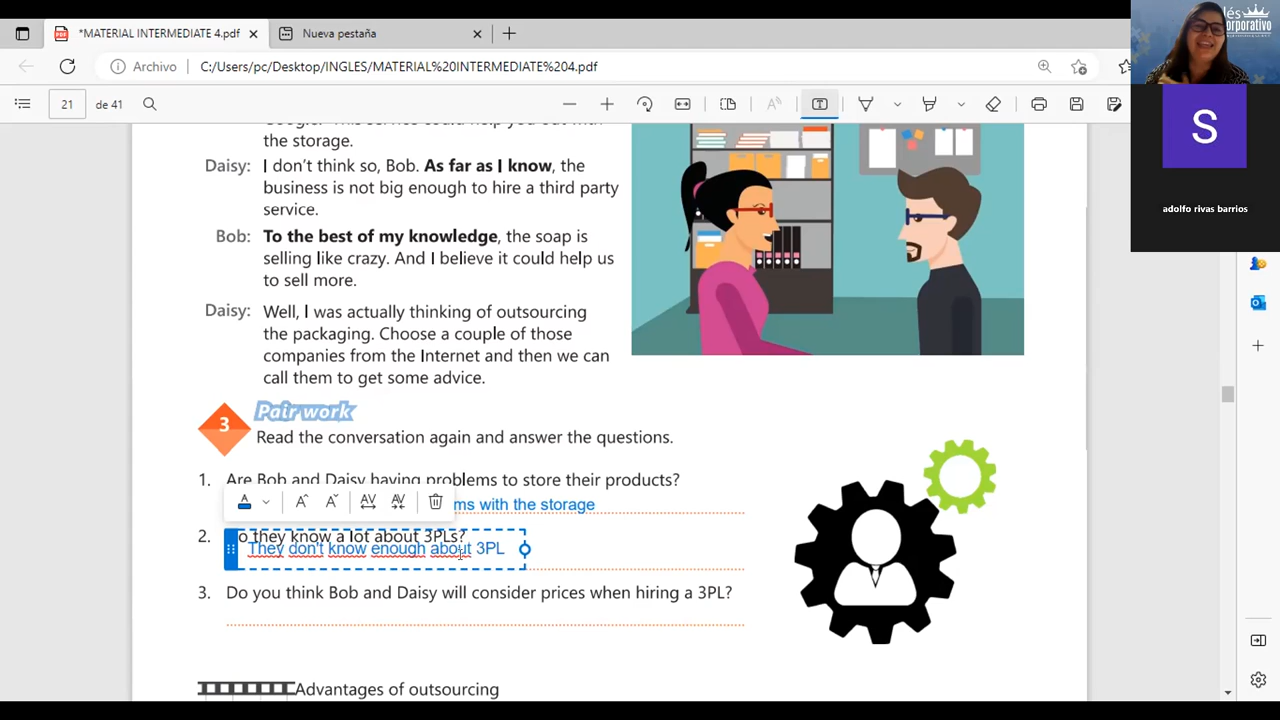 *MATERIAL INTERMEDIATE 4.pdf
Nueva pestaña
Archivo
C:/Users/pc/Desktop/INGLES/MATERIAL%20INTERMEDIATE%204.pdf
21
de 41
the storage.
Daisy: I don't think so, Bob. As far as I know, the
business is not big enough to hire a third party
service.
Bob: To the best of my knowledge, the soap is
selling like crazy. And I believe it could help us
to sell more.
Daisy: Well, I was actually thinking of outsourcing
the packaging. Choose a couple of those
companies from the Internet and then we can
call them to get some advice.
3 Pair work
Read the conversation again and answer the questions.
1. Are Bob and Daisy having problems to store their products?
ms with the storage
2. o they know a lot about 3PLs?
They don't know enough about 3PL
3. Do you think Bob and Daisy will consider prices when hiring a 3PL?
Advantages of outsourcing
S
adolfo rivas barrios